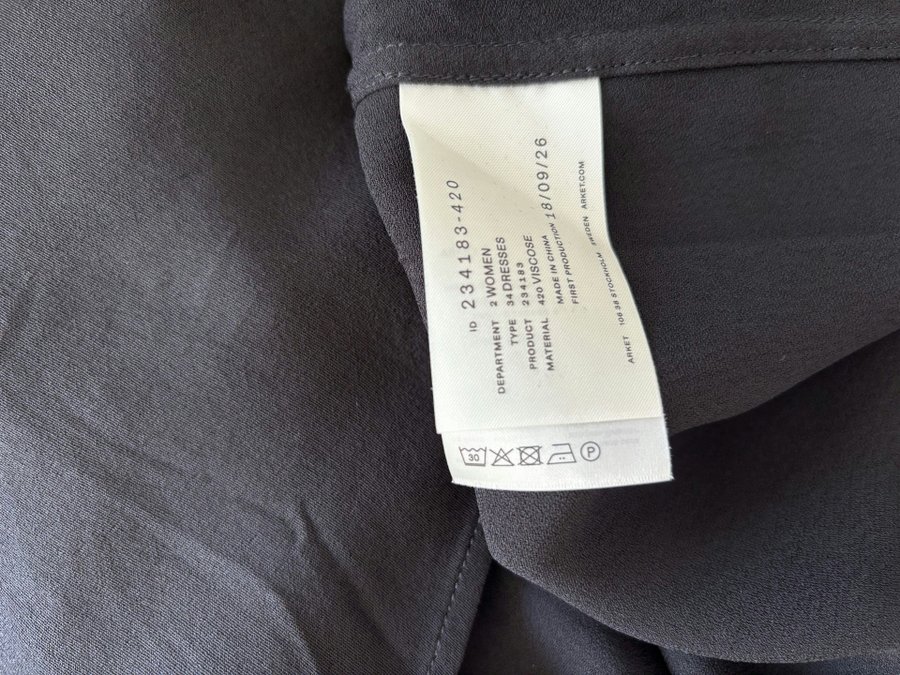 ID 234183-420
DEPARTMENT 2 WOMEN
TYPE 34 DRESSES
PRODUCT 234183
MATERIAL 420 VISCOSE
MADE IN CHINA
FIRST PRODUCTION 18/09/26
ARKET 106 38 STOCKHOLM SWEDEN ARKET.COM
30
P